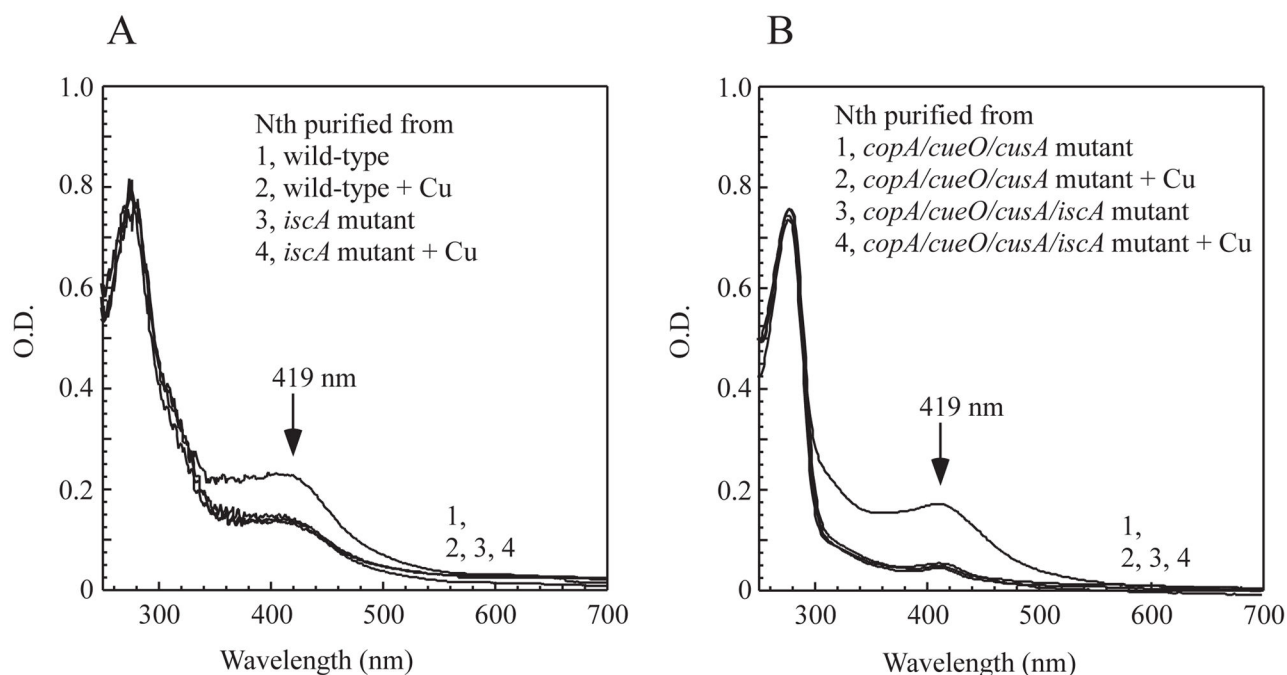 A
1.0
0.8
0.6
0.4
0.2
0
O.D.
Nth purified from
1, wild-type
2, wild-type + Cu
3, iscA mutant
4, iscA mutant + Cu
419 nm
1,
2, 3, 4
300
400
500
600
700
Wavelength (nm)
B
1.0
0.8
0.6
0.4
0.2
0
O.D.
Nth purified from
1, copA/cueO/cusA mutant
2, copA/cueO/cusA mutant + Cu
3, copA/cueO/cusA/iscA mutant
4, copA/cueO/cusA/iscA mutant + Cu
419 nm
1,
2, 3, 4
300
400
500
600
700
Wavelength (nm)